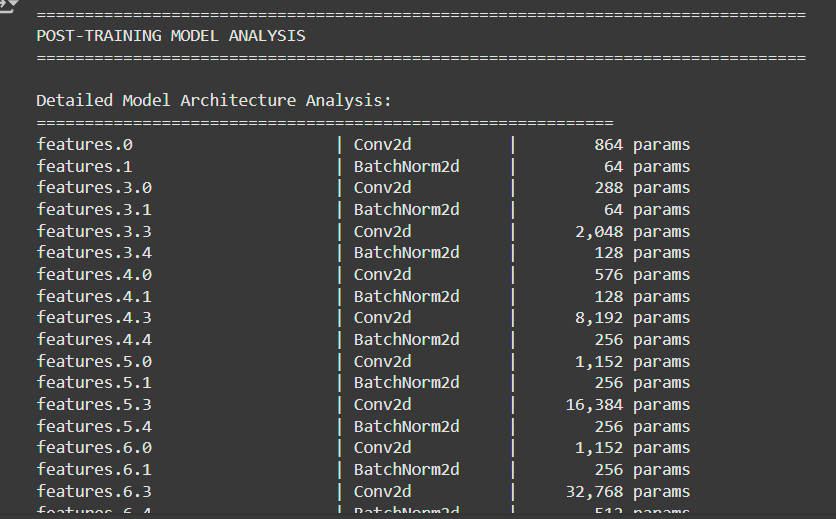 ================================================================================
POST-TRAINING MODEL ANALYSIS
================================================================================
Detailed Model Architecture Analysis:
============================================================
features.0 | Conv2d | 864 params
features.1 | BatchNorm2d | 64 params
features.3.0 | Conv2d | 288 params
features.3.1 | BatchNorm2d | 64 params
features.3.3 | Conv2d | 2,048 params
features.3.4 | BatchNorm2d | 128 params
features.4.0 | Conv2d | 576 params
features.4.1 | BatchNorm2d | 128 params
features.4.3 | Conv2d | 8,192 params
features.4.4 | BatchNorm2d | 256 params
features.5.0 | Conv2d | 1,152 params
features.5.1 | BatchNorm2d | 256 params
features.5.3 | Conv2d | 16,384 params
features.5.4 | BatchNorm2d | 256 params
features.6.0 | Conv2d | 1,152 params
features.6.1 | BatchNorm2d | 256 params
features.6.3 | Conv2d | 32,768 params
features.6.4 | BatchNorm2d | 512 params